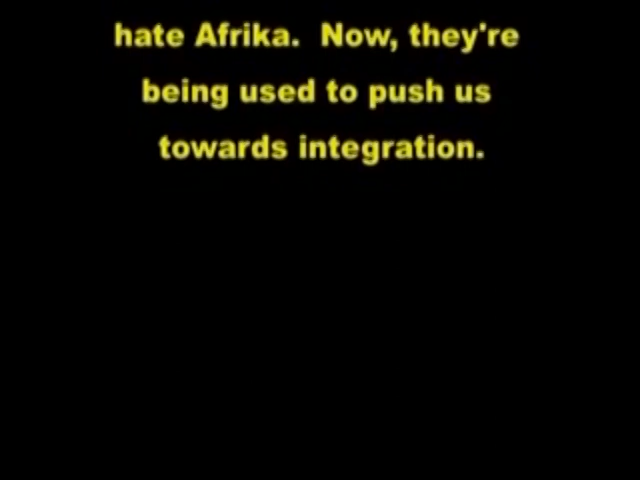 hate Afrika.  Now, they're
being used to push us
towards integration.